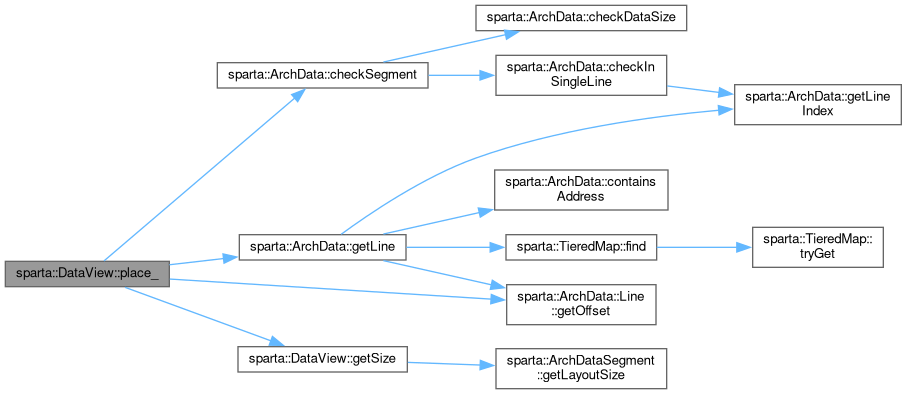 sparta::ArchData::checkDataSize
sparta::ArchData::checkSegment
sparta::ArchData::checkIn
SingleLine
sparta::ArchData::getLine
Index
sparta::ArchData::contains
Address
sparta::ArchData::getLine
sparta::TieredMap::find
sparta::TieredMap::
tryGet
sparta::DataView::place_
sparta::ArchData::Line
::getOffset
sparta::DataView::getSize
sparta::ArchDataSegment
::getLayoutSize